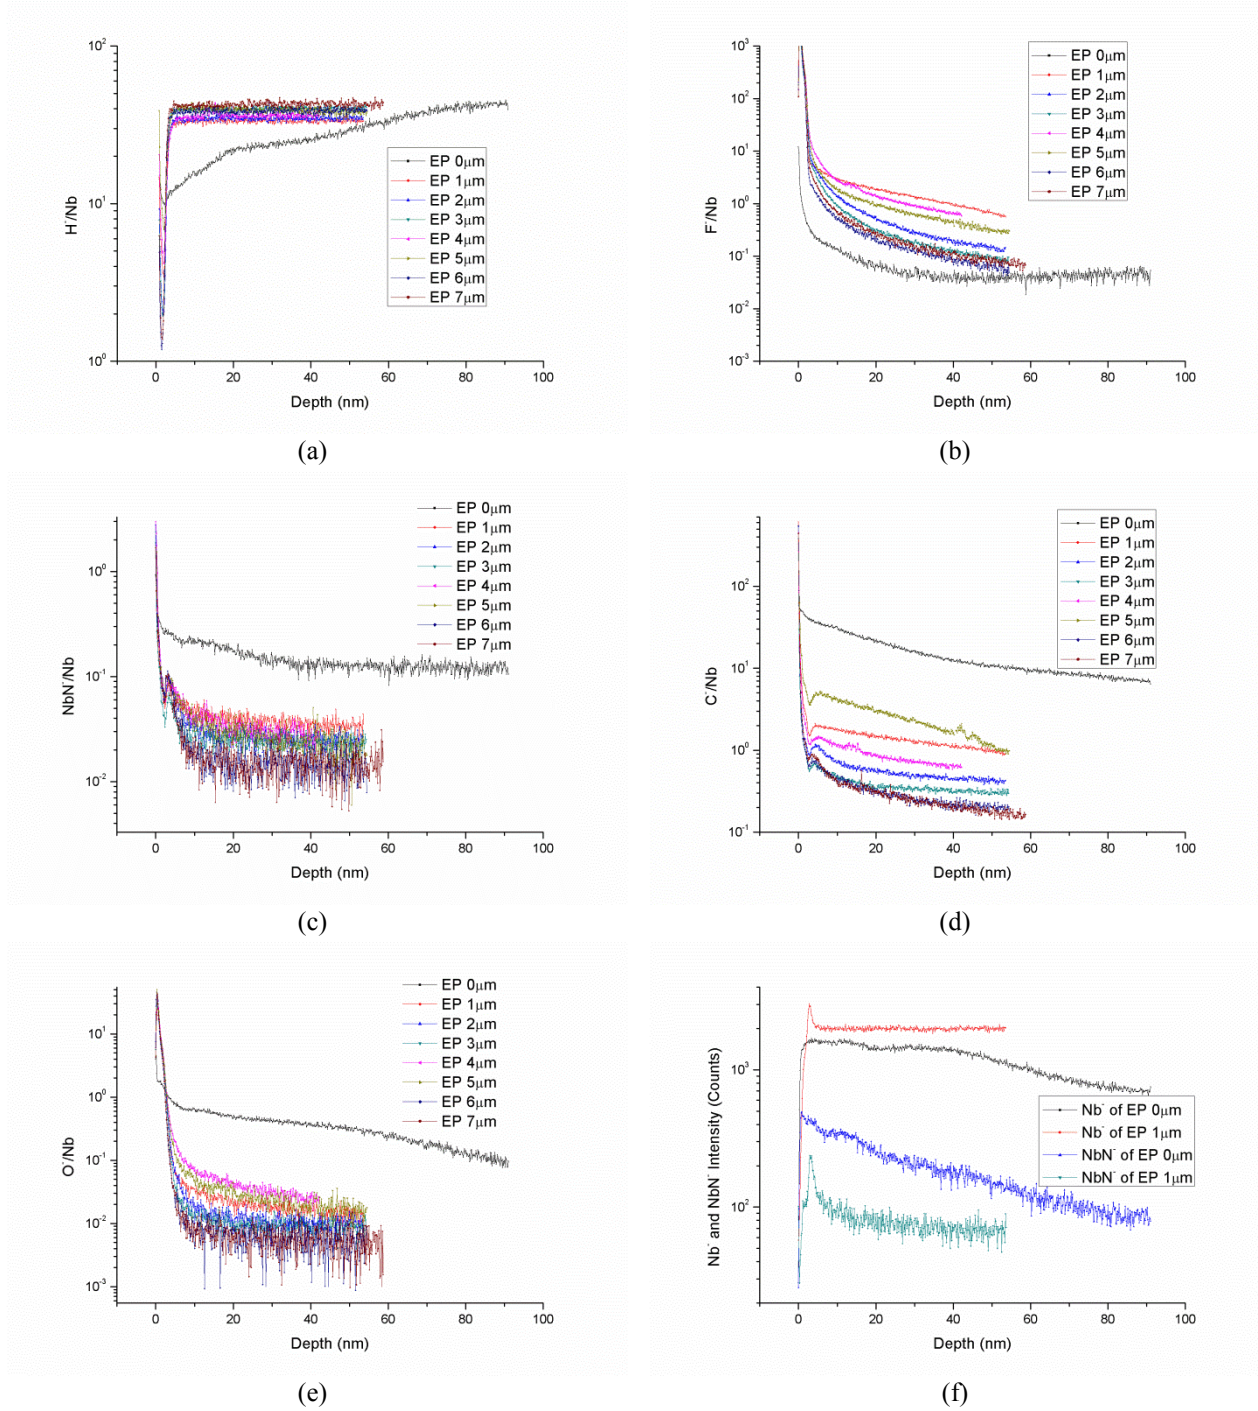 10²
10¹
10⁰
H⁻/Nb
EP 0μm
EP 1μm
EP 2μm
EP 3μm
EP 4μm
EP 5μm
EP 6μm
EP 7μm
0 20 40 60 80 100
Depth (nm)
(a)
10³
10²
10¹
10⁰
10⁻¹
10⁻²
10⁻³
F⁻/Nb
EP 0μm
EP 1μm
EP 2μm
EP 3μm
EP 4μm
EP 5μm
EP 6μm
EP 7μm
0 20 40 60 80 100
Depth (nm)
(b)
10⁰
10⁻¹
10⁻²
NbN⁻/Nb
EP 0μm
EP 1μm
EP 2μm
EP 3μm
EP 4μm
EP 5μm
EP 6μm
EP 7μm
0 20 40 60 80 100
Depth (nm)
(c)
10²
10¹
10⁰
10⁻¹
C⁻/Nb
EP 0μm
EP 1μm
EP 2μm
EP 3μm
EP 4μm
EP 5μm
EP 6μm
EP 7μm
0 20 40 60 80 100
Depth (nm)
(d)
10¹
10⁰
10⁻¹
10⁻²
10⁻³
O⁻/Nb
EP 0μm
EP 1μm
EP 2μm
EP 3μm
EP 4μm
EP 5μm
EP 6μm
EP 7μm
0 20 40 60 80 100
Depth (nm)
(e)
10³
10²
Nb⁻ and NbN⁻ Intensity (Counts)
Nb⁻ of EP 0μm
Nb⁻ of EP 1μm
NbN⁻ of EP 0μm
NbN⁻ of EP 1μm
0 20 40 60 80 100
Depth (nm)
(f)